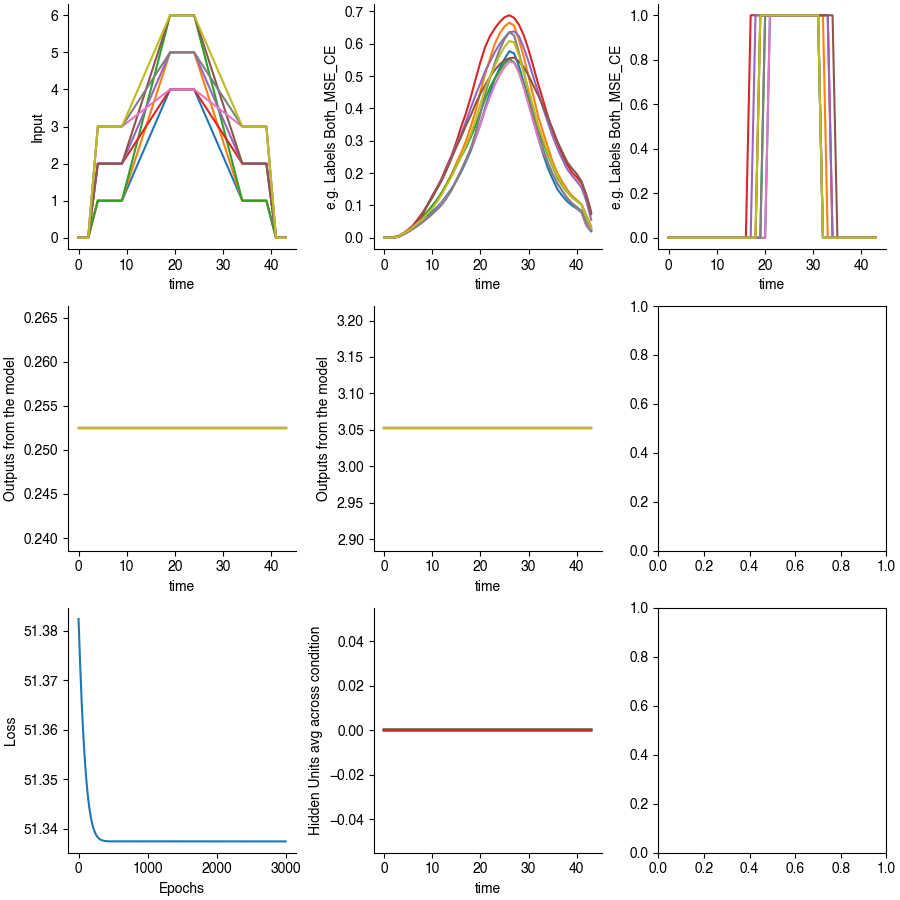 6
5
4
3
2
1
0
Input
0 10 20 30 40
time
0.7
0.6
0.5
0.4
0.3
0.2
0.1
0.0
e.g. Labels Both_MSE_CE
0 10 20 30 40
time
1.0
0.8
0.6
0.4
0.2
0.0
e.g. Labels Both_MSE_CE
0 10 20 30 40
time
0.265
0.260
0.255
0.250
0.245
0.240
Outputs from the model
0 10 20 30 40
time
3.20
3.15
3.10
3.05
3.00
2.95
2.90
Outputs from the model
0 10 20 30 40
time
1.0
0.8
0.6
0.4
0.2
0.0
0.0 0.2 0.4 0.6 0.8 1.0
51.38
51.37
51.36
51.35
51.34
Loss
0 1000 2000 3000
Epochs
0.04
0.02
0.00
−0.02
−0.04
Hidden Units avg across condition
0 10 20 30 40
time
1.0
0.8
0.6
0.4
0.2
0.0
0.0 0.2 0.4 0.6 0.8 1.0